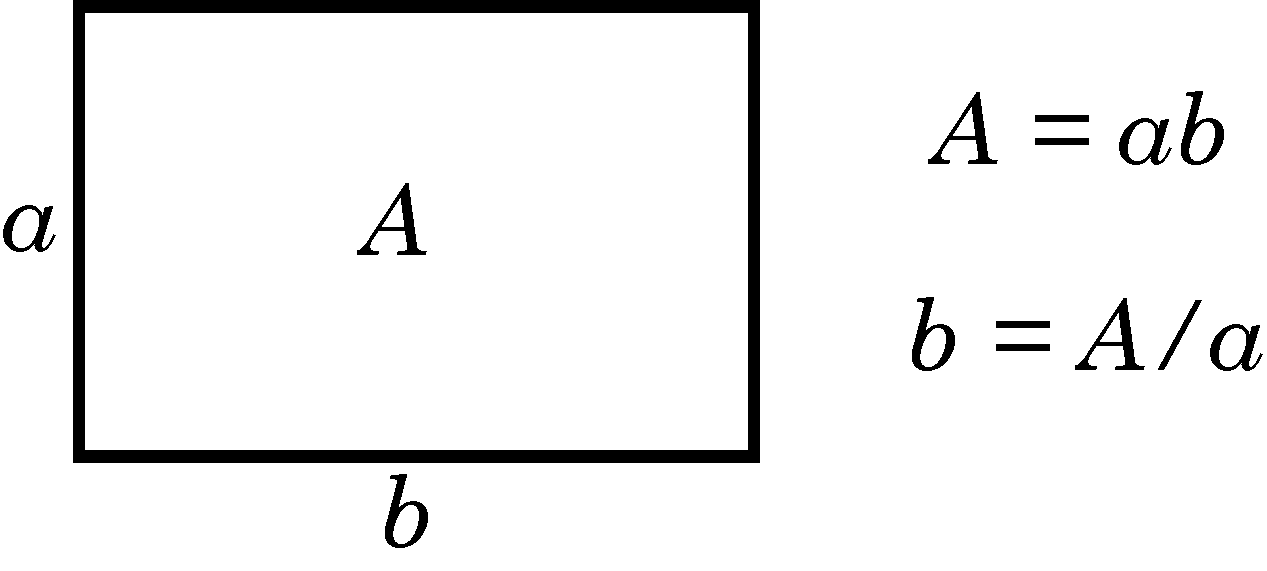 A = ab
a
A
b = A/a
b